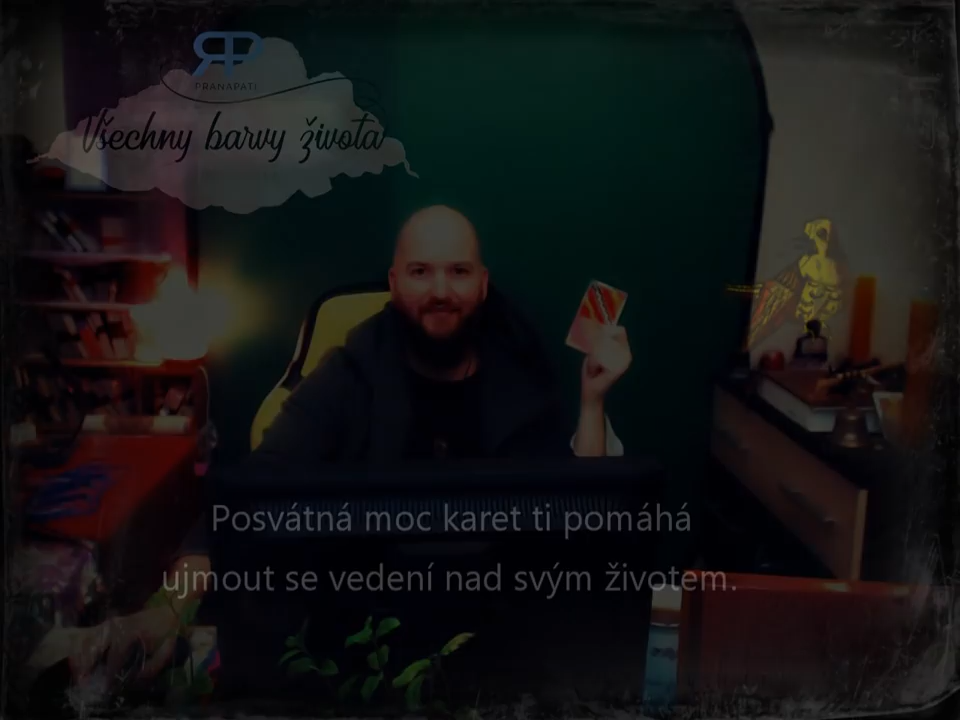 PRANAPATI
Všechny barvy života
Posvátná moc karet ti pomáhá
ujmout se vedení nad svým životem.